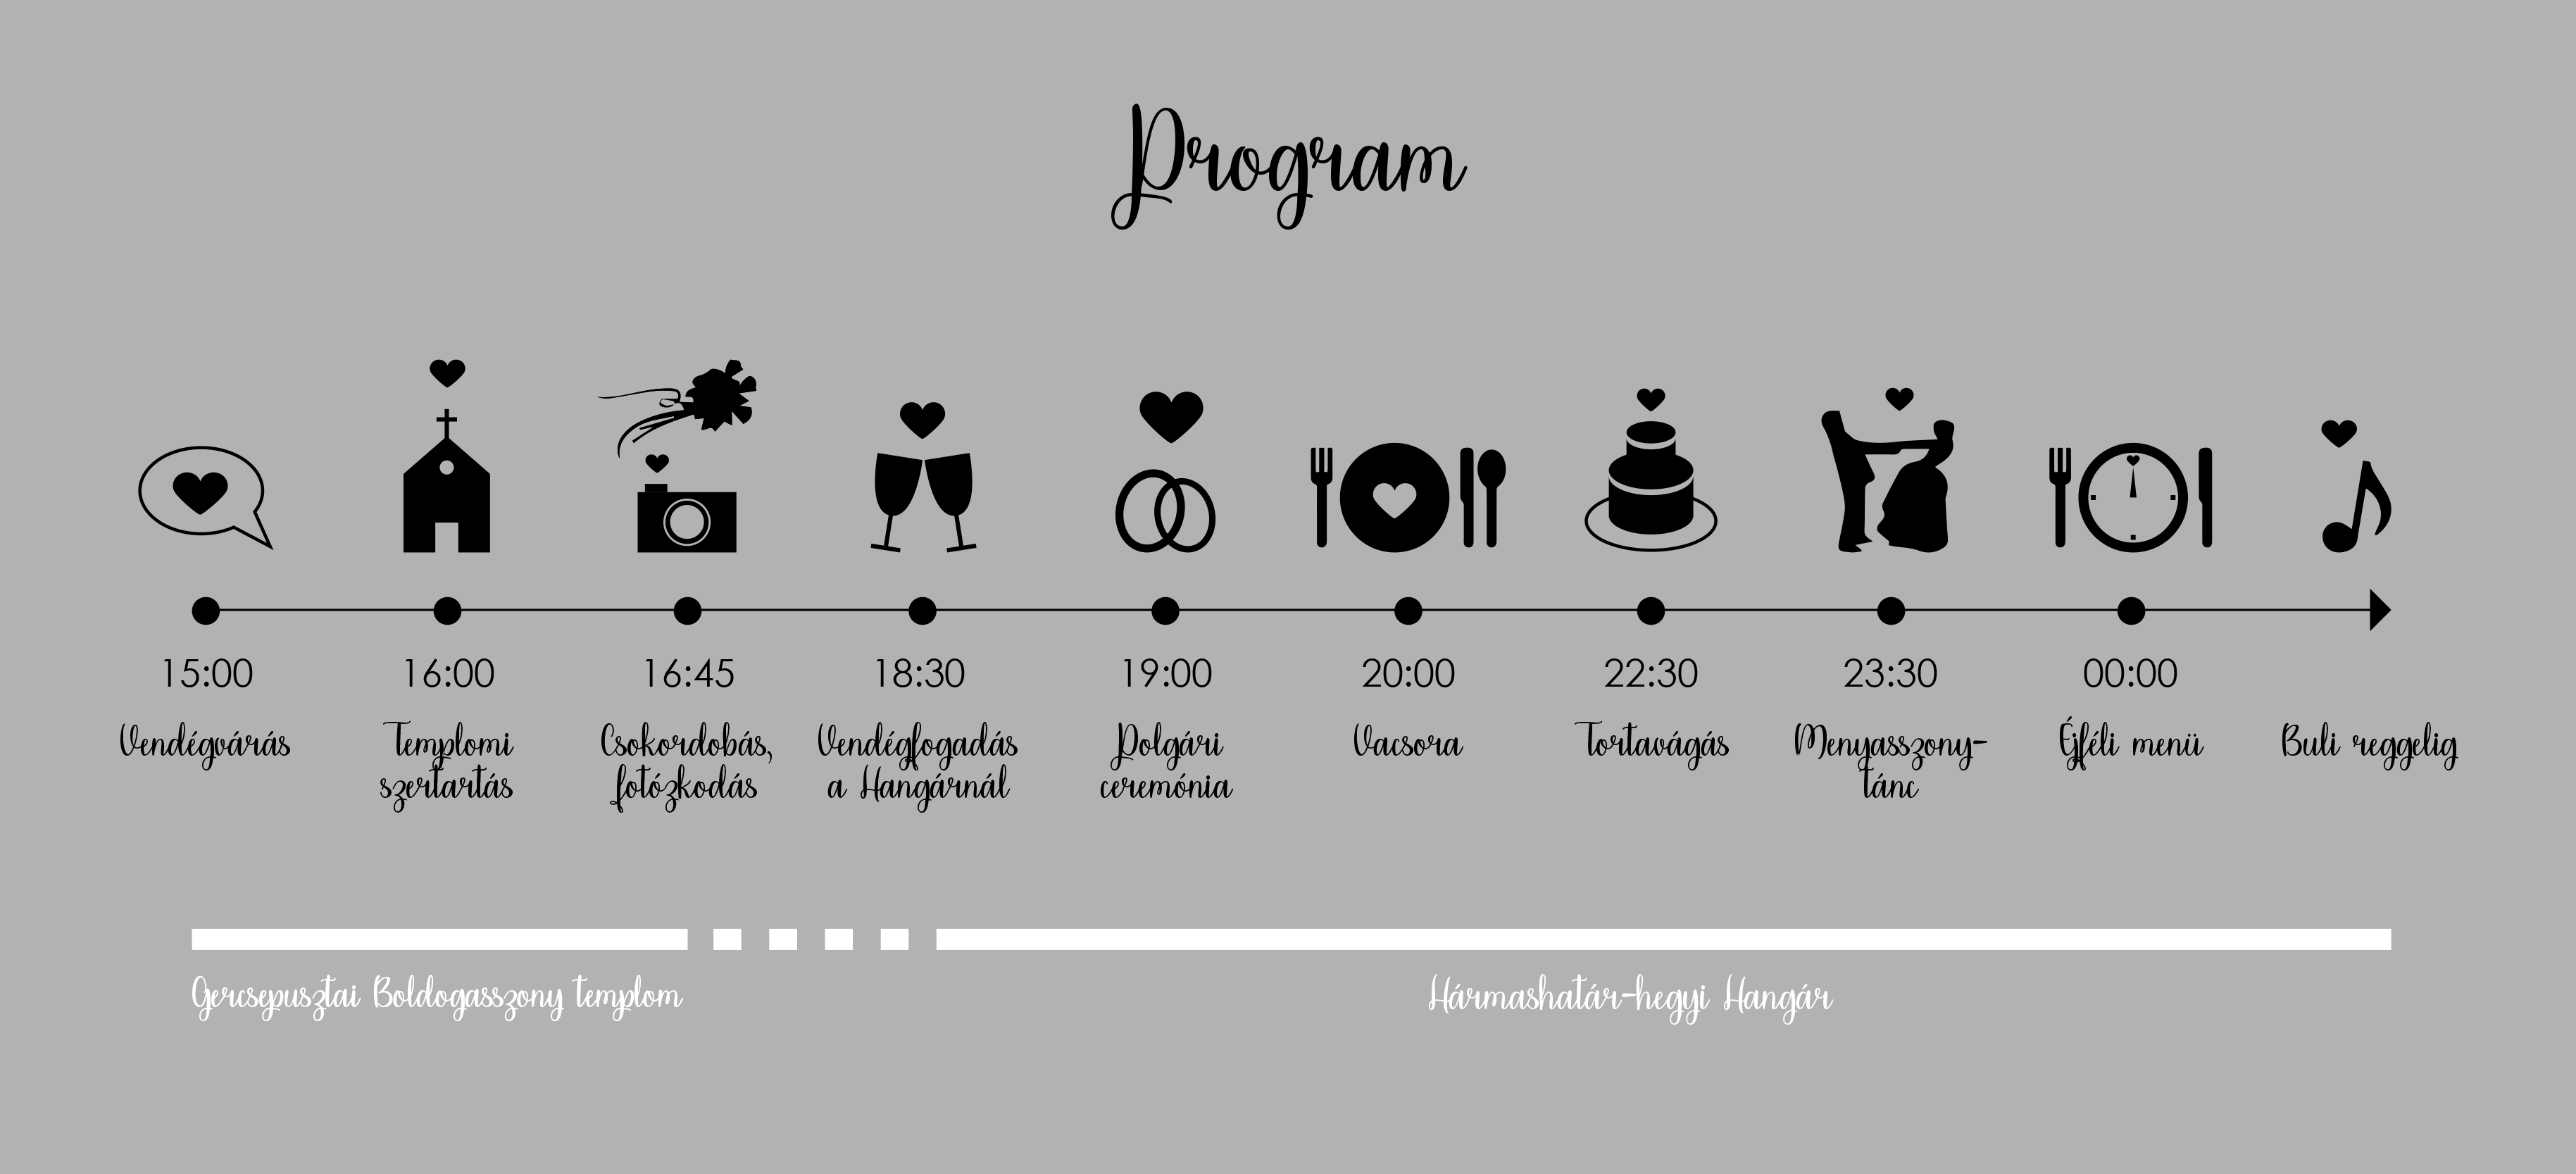 Program
15:00
Vendégvárás
16:00
Templomi
szertartás
16:45
Csokordobás,
fotózkodás
18:30
Vendégfogadás
a Hangárnál
19:00
Polgári
ceremónia
20:00
Vacsora
22:30
Tortavágás
23:30
Menyasszony-
tánc
00:00
Éjféli menü
Buli reggelig
Gercsepusztai Boldogasszony templom
Hármashatár-hegyi Hangár